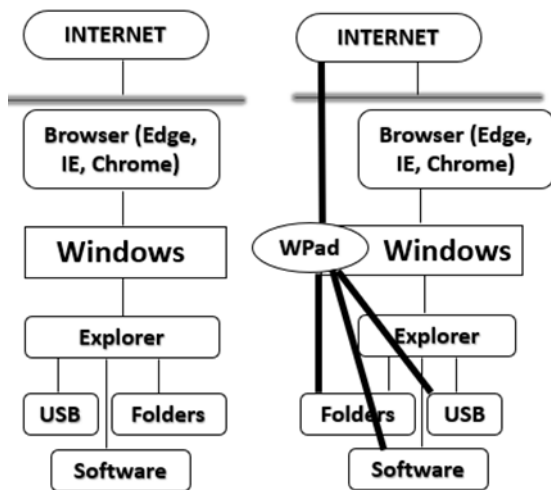 INTERNET
Browser (Edge,
IE, Chrome)
Windows
Explorer
USB
Folders
Software
INTERNET
Browser (Edge,
IE, Chrome)
WPad
Windows
Explorer
Folders
USB
Software